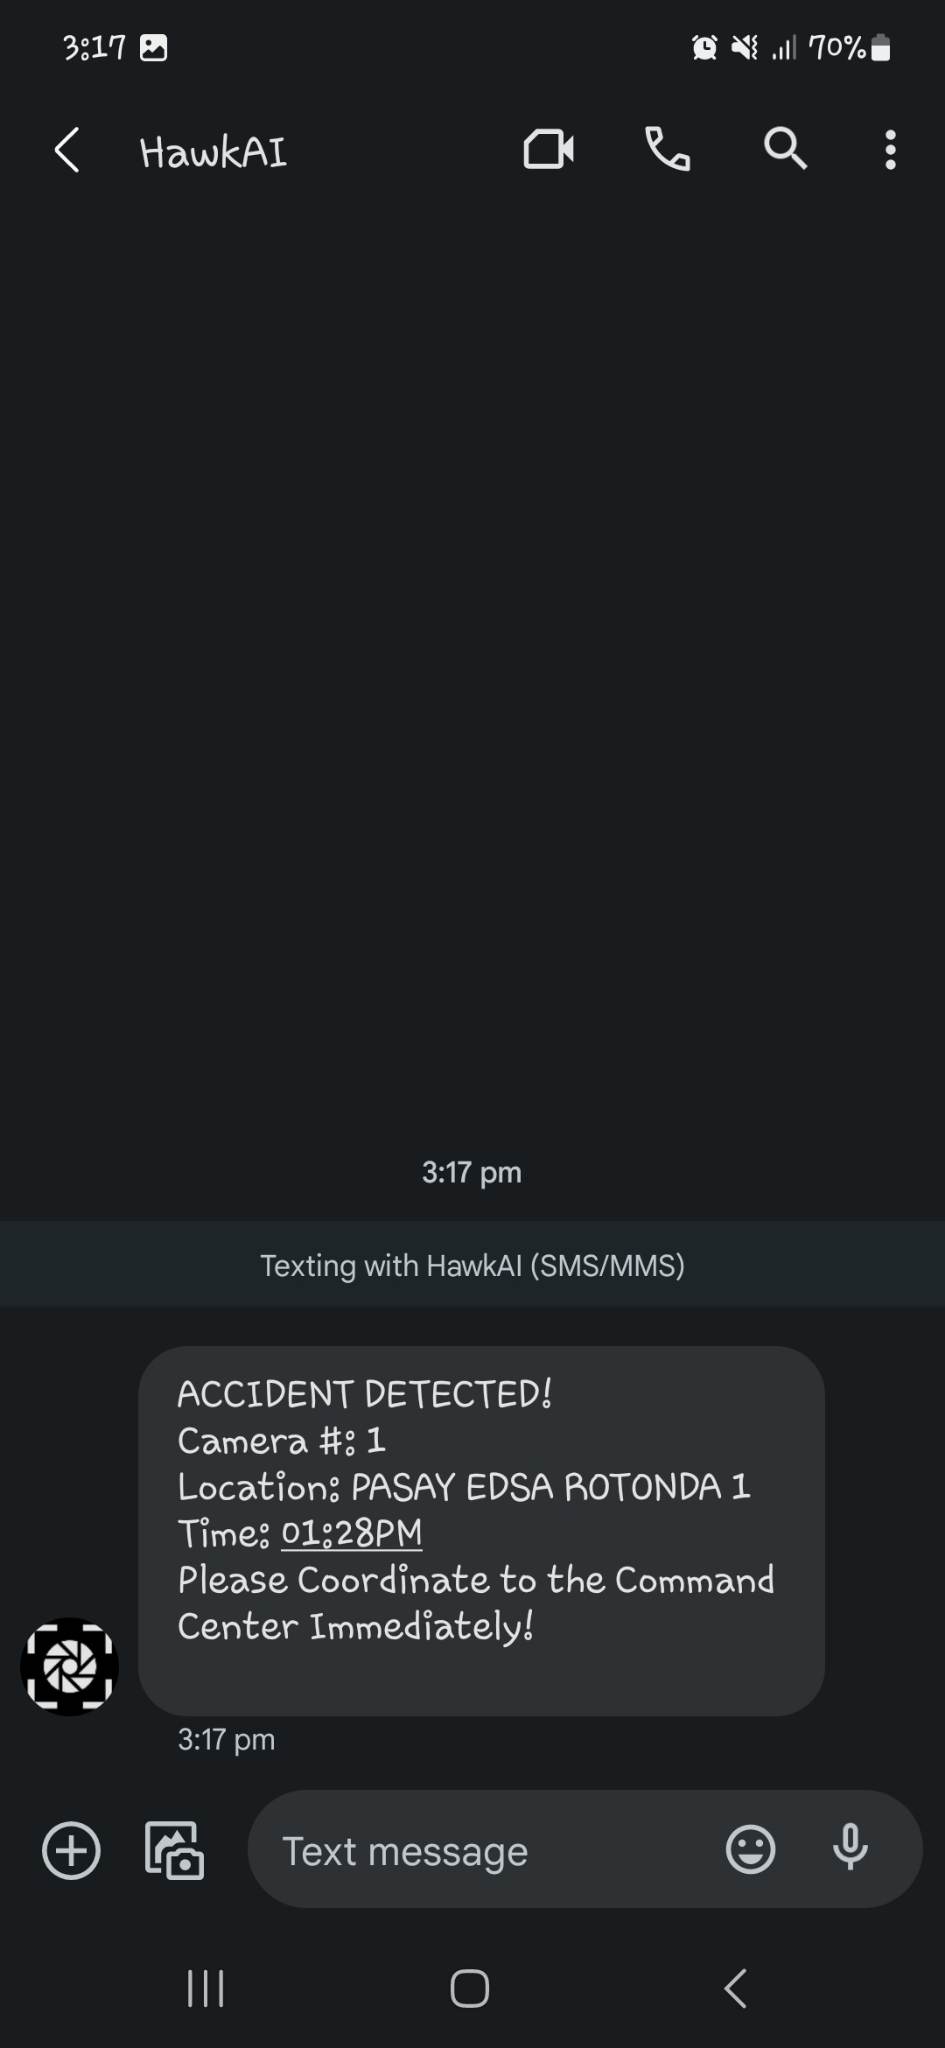 3:17
70%
HawkAI
3:17 pm
Texting with HawkAI (SMS/MMS)
ACCIDENT DETECTED!
Camera #: 1
Location: PASAY EDSA ROTONDA 1
Time: 01:28PM
Please Coordinate to the Command
Center Immediately!
3:17 pm
Text message